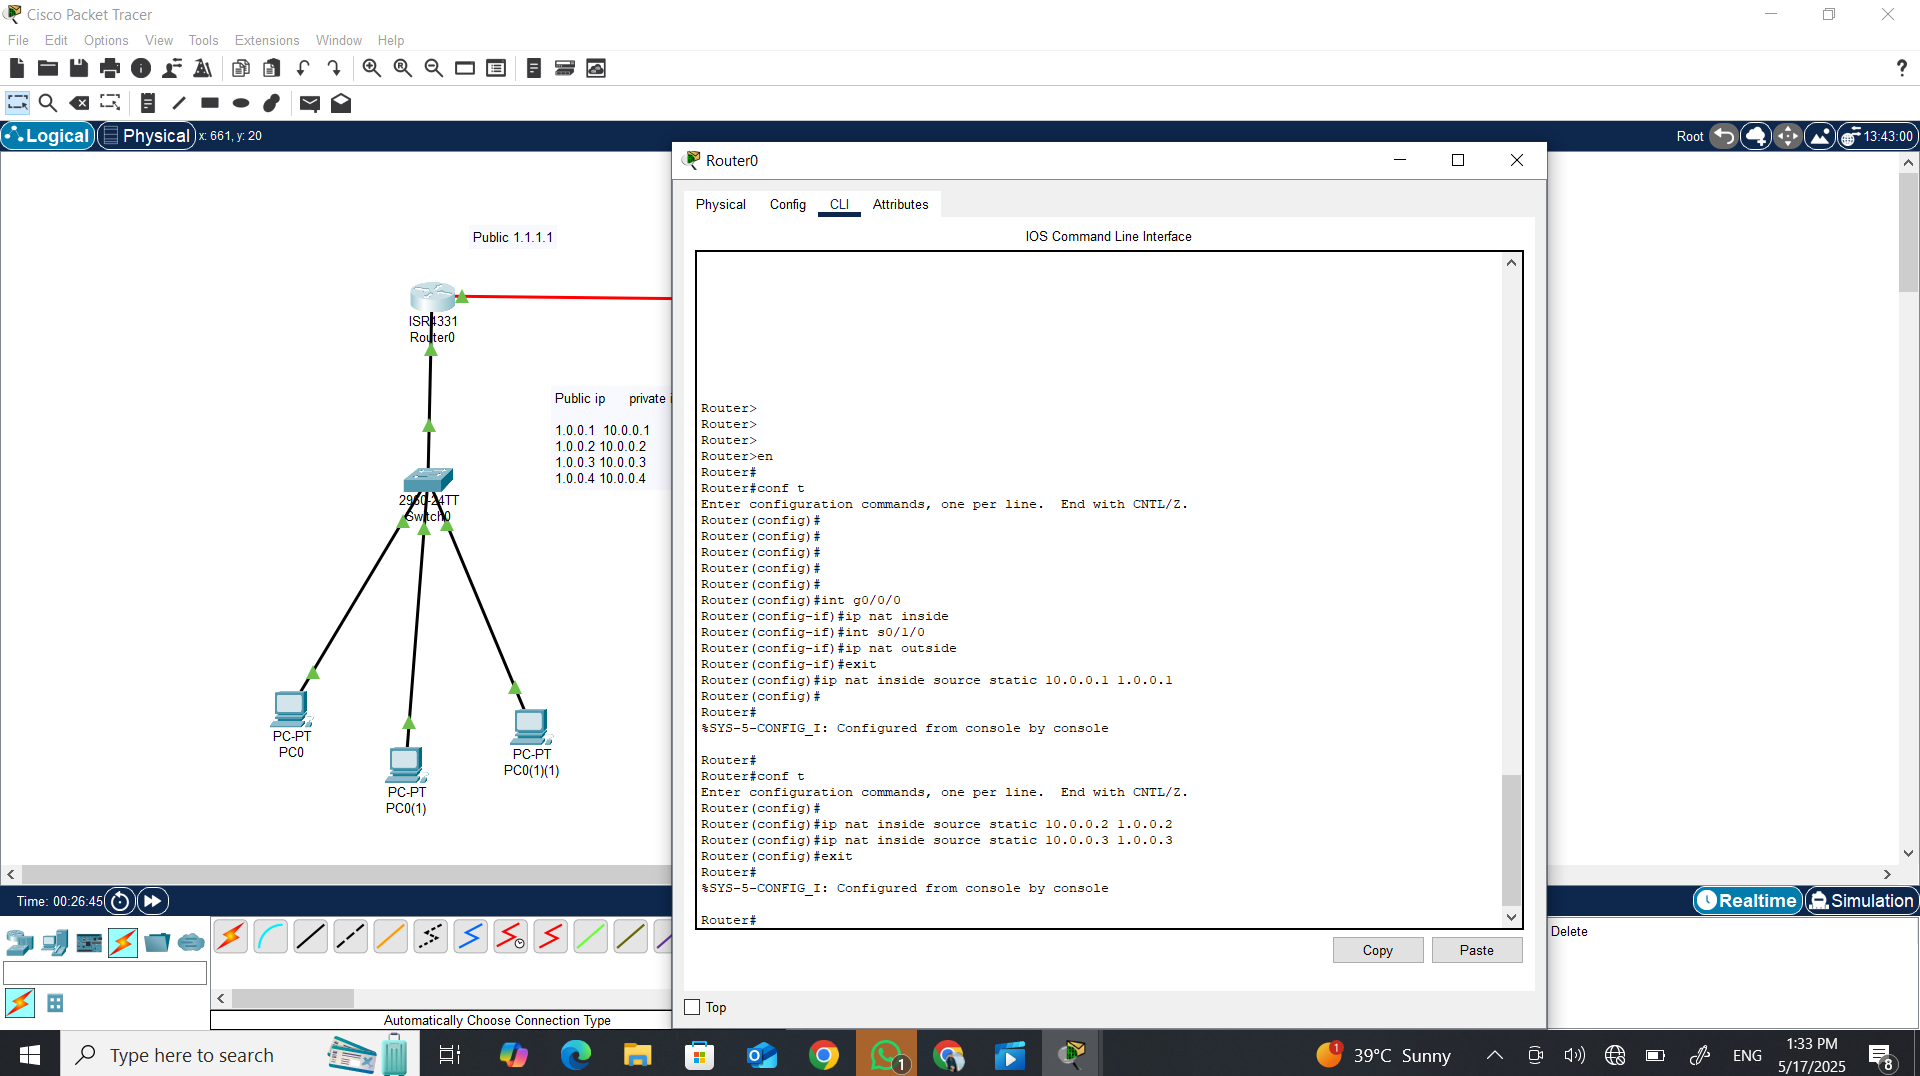 Cisco Packet Tracer
File Edit Options View Tools Extensions Window Help
?
Logical Physical x: 661, y: 20 Root 13:43:00
Public 1.1.1.1
ISR4331
Router0
Public ip private i
1.0.0.1 10.0.0.1
1.0.0.2 10.0.0.2
1.0.0.3 10.0.0.3
1.0.0.4 10.0.0.4
2960-24TT
Switch0
PC-PT
PC0
PC-PT
PC0(1)
PC-PT
PC0(1)(1)
Router0
Physical Config CLI Attributes
IOS Command Line Interface
Router>
Router>
Router>
Router>en
Router#
Router#conf t
Enter configuration commands, one per line.  End with CNTL/Z.
Router(config)#
Router(config)#
Router(config)#
Router(config)#
Router(config)#
Router(config)#int g0/0/0
Router(config-if)#ip nat inside
Router(config-if)#int s0/1/0
Router(config-if)#ip nat outside
Router(config-if)#exit
Router(config)#ip nat inside source static 10.0.0.1 1.0.0.1
Router(config)#
Router#
%SYS-5-CONFIG_I: Configured from console by console
Router#
Router#conf t
Enter configuration commands, one per line.  End with CNTL/Z.
Router(config)#
Router(config)#ip nat inside source static 10.0.0.2 1.0.0.2
Router(config)#ip nat inside source static 10.0.0.3 1.0.0.3
Router(config)#exit
Router#
%SYS-5-CONFIG_I: Configured from console by console
Router#
Copy Paste
Top
Time: 00:26:45
Realtime Simulation
Delete
Automatically Choose Connection Type
Type here to search
1
1
39°C Sunny
ENG
1:33 PM
5/17/2025
8